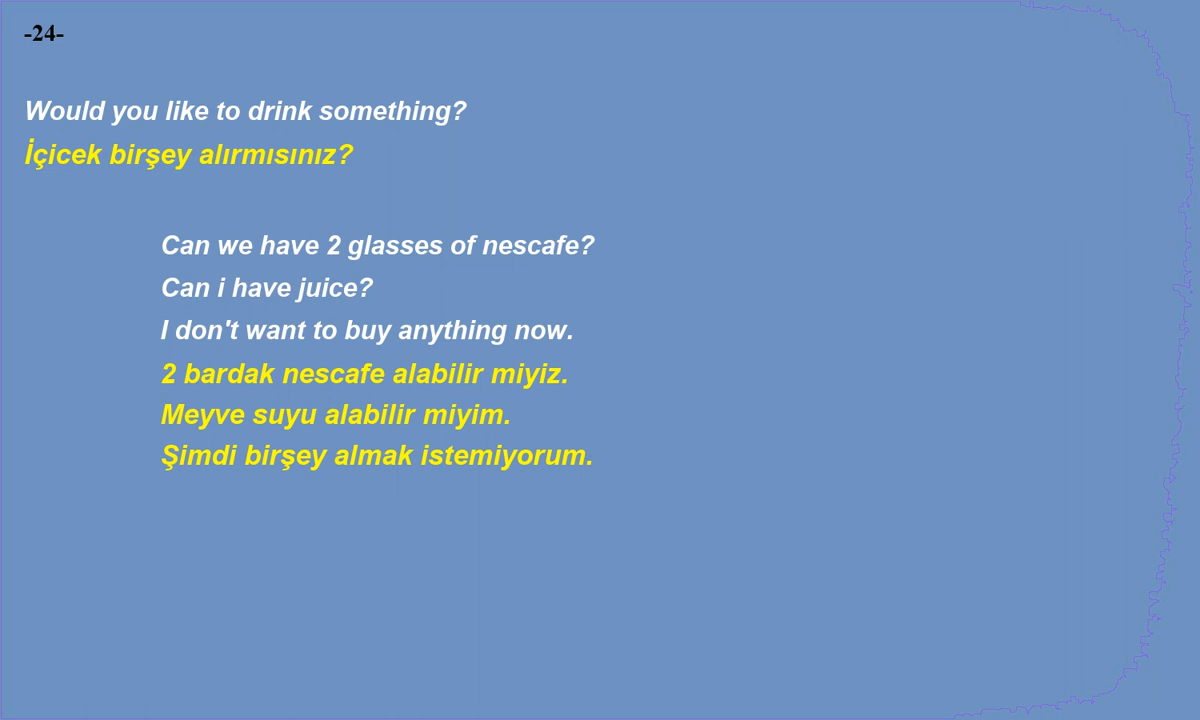 -24-
Would you like to drink something?
İçicek birşey alırmısınız?
Can we have 2 glasses of nescafe?
Can i have juice?
I don't want to buy anything now.
2 bardak nescafe alabilir miyiz.
Meyve suyu alabilir miyim.
Şimdi birşey almak istemiyorum.